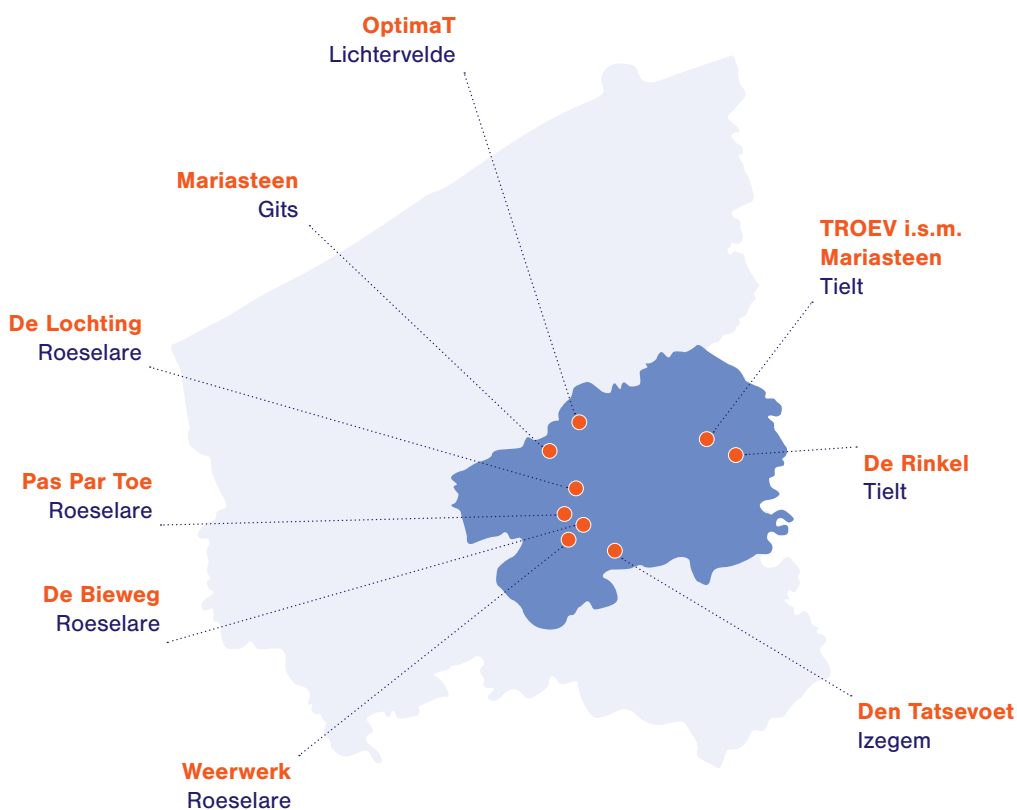 OptimaT
Lichtervelde
Mariasteen
Gits
TROEV i.s.m.
Mariasteen
Tielt
De Lochting
Roeselare
De Rinkel
Tielt
Pas Par Toe
Roeselare
De Bieweg
Roeselare
Den Tatsevoet
Izegem
Weerwerk
Roeselare